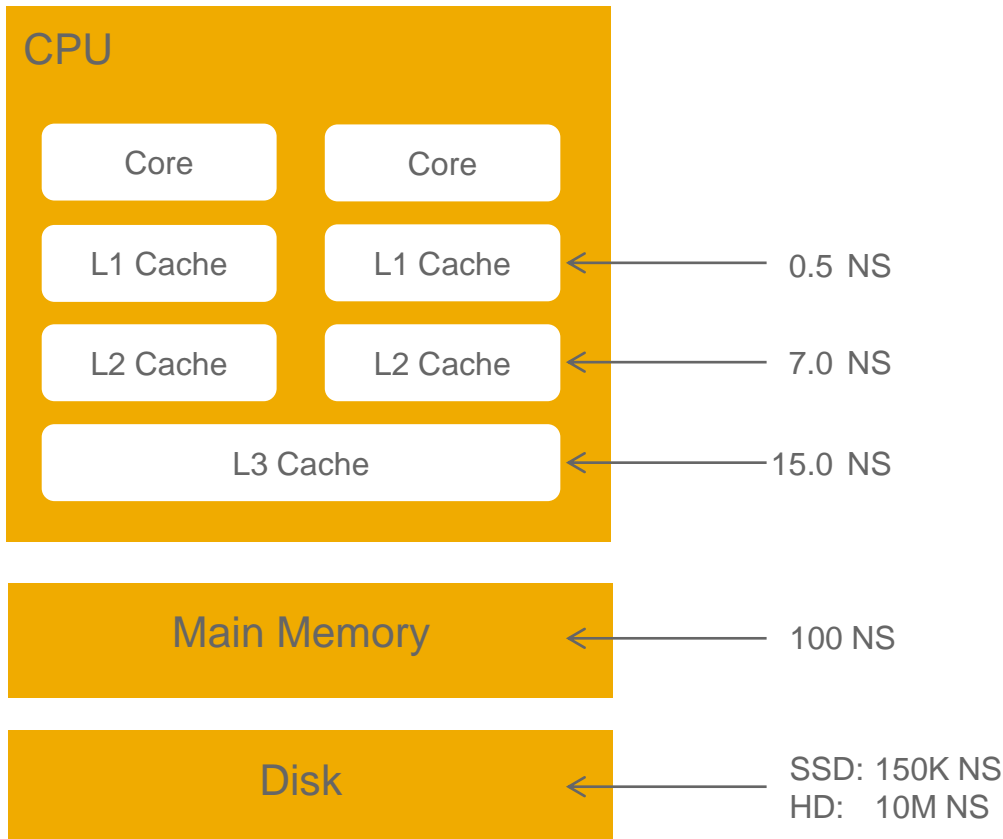 CPU
Core
Core
L1 Cache
L1 Cache
0.5 NS
L2 Cache
L2 Cache
7.0 NS
L3 Cache
15.0 NS
Main Memory
100 NS
Disk
SSD: 150K NS
HD: 10M NS